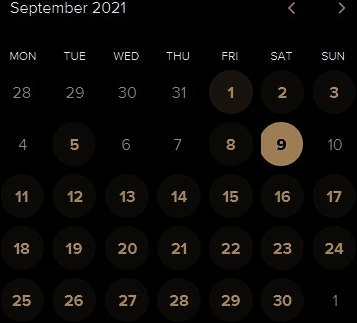 September 2021
MON TUE WED THU FRI SAT SUN
28 29 30 31 1 2 3
4 5 6 7 8 9 10
11 12 13 14 15 16 17
18 19 20 21 22 23 24
25 26 27 28 29 30 1